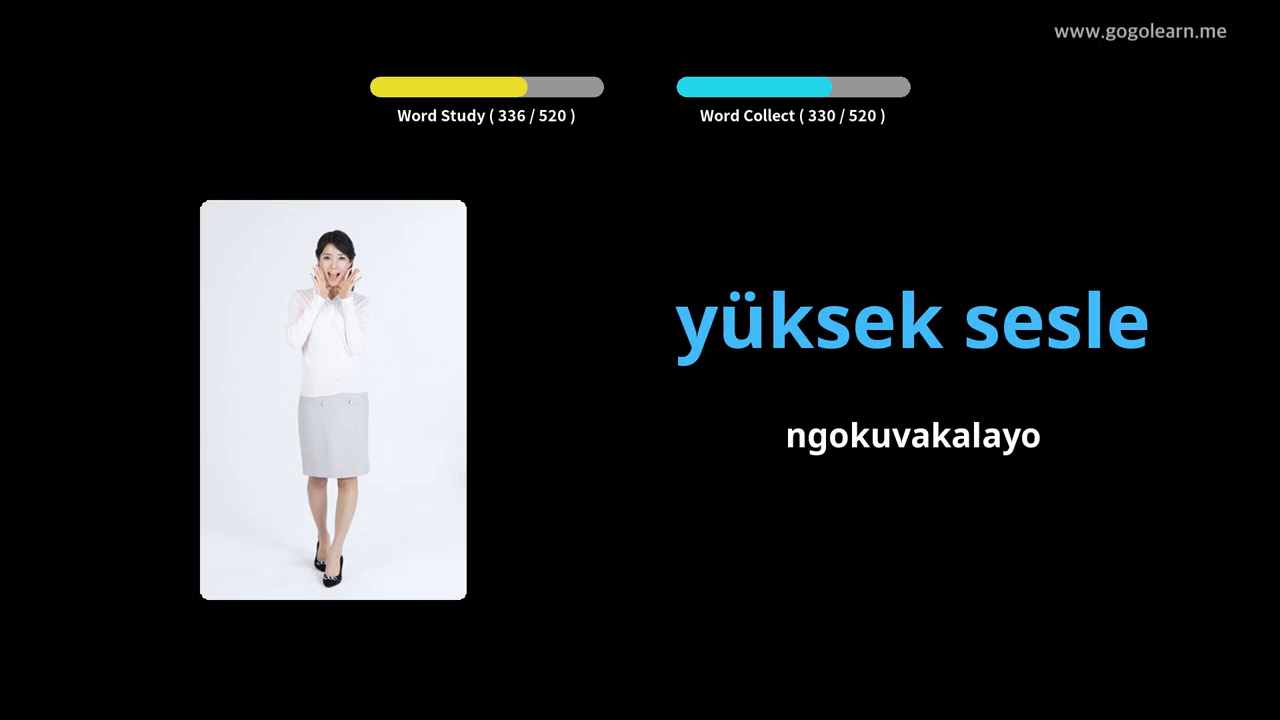 www.gogolearn.me
Word Study ( 336 / 520 )
Word Collect ( 330 / 520 )
yüksek sesle
ngokuvakalayo